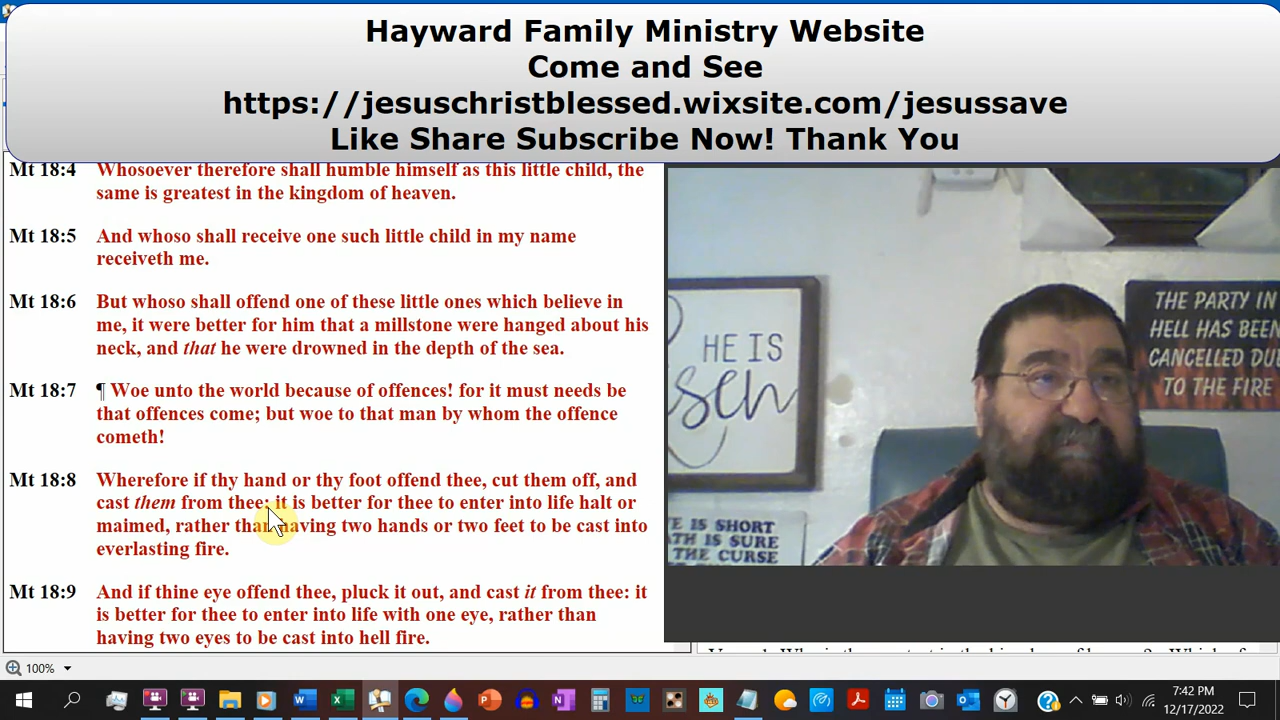 Hayward Family Ministry Website
Come and See
https://jesuschristblessed.wixsite.com/jesussave
Like Share Subscribe Now! Thank You
Mt 18:4 Whosoever therefore shall humble himself as this little child, the
same is greatest in the kingdom of heaven.
Mt 18:5 And whoso shall receive one such little child in my name
receiveth me.
Mt 18:6 But whoso shall offend one of these little ones which believe in
me, it were better for him that a millstone were hanged about his
neck, and that he were drowned in the depth of the sea.
Mt 18:7 ¶ Woe unto the world because of offences! for it must needs be
that offences come; but woe to that man by whom the offence
cometh!
Mt 18:8 Wherefore if thy hand or thy foot offend thee, cut them off, and
cast them from thee: it is better for thee to enter into life halt or
maimed, rather than having two hands or two feet to be cast into
everlasting fire.
Mt 18:9 And if thine eye offend thee, pluck it out, and cast it from thee: it
is better for thee to enter into life with one eye, rather than
having two eyes to be cast into hell fire.
HE IS
isen
THE PARTY IN
HELL HAS BEEN
CANCELLED DUE
TO THE FIRE
E IS SHORT
ATH IS SURE
THE CURSE
100%
7:42 PM
12/17/2022